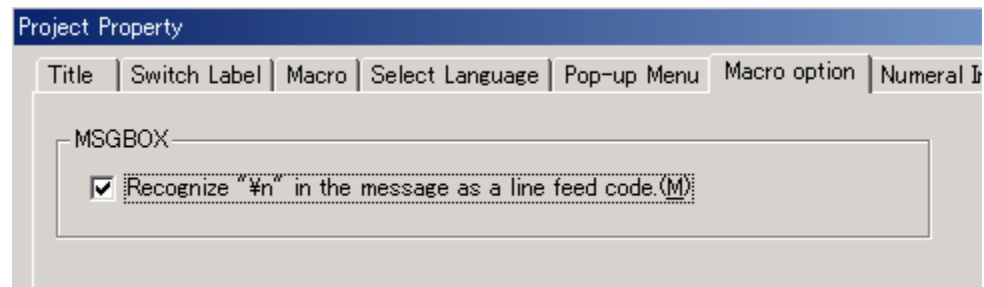 Project Property
Title Switch Label Macro Select Language Pop-up Menu Macro option Numeral
MSGBOX
Recognize "¥n" in the message as a line feed code.(M)